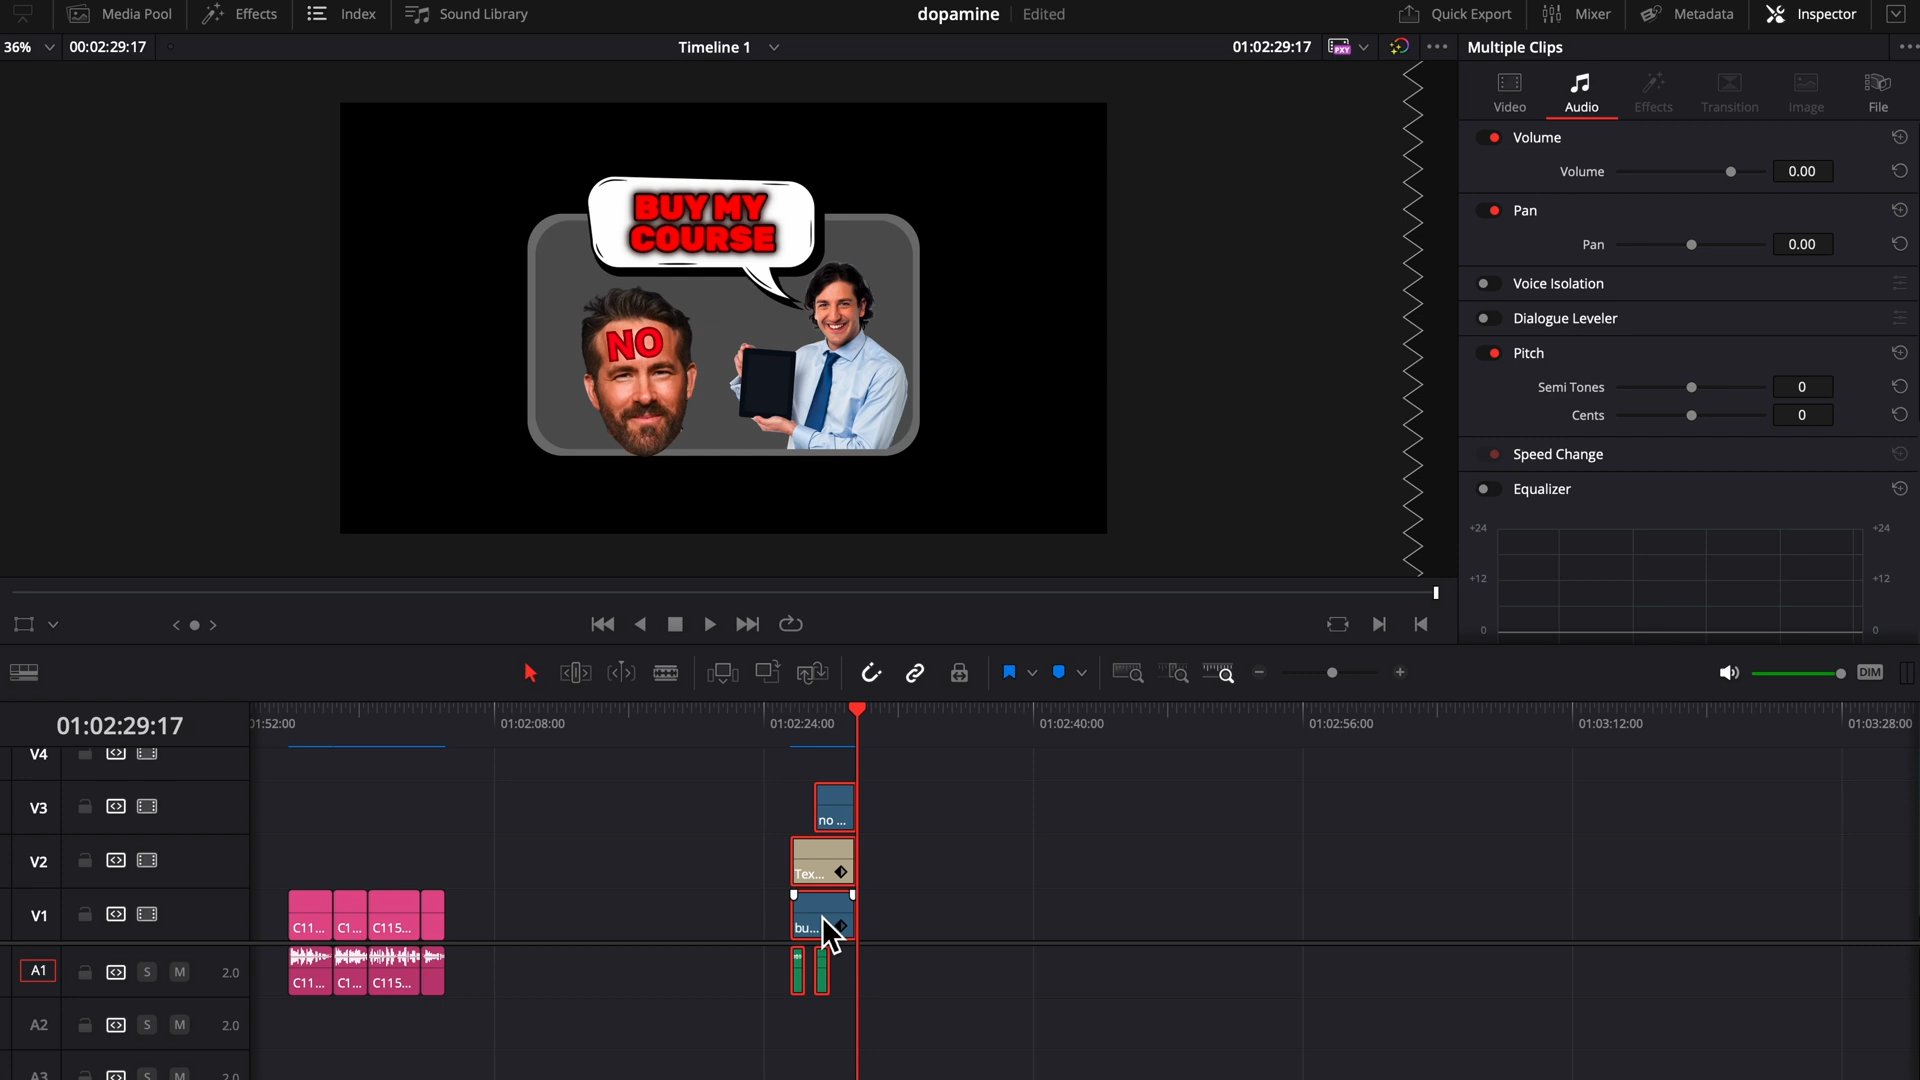 Media Pool Effects Index Sound Library dopamine Edited Quick Export Mixer Metadata Inspector
36% 00:02:29:17 Timeline 1 01:02:29:17 PXY Multiple Clips
Video Audio Effects Transition Image File
Volume
Volume 0.00
Pan
Pan 0.00
Voice Isolation
Dialogue Leveler
Pitch
Semi Tones 0
Cents 0
Speed Change
Equalizer
+24 +24
+12 +12
0 0
BUY MY
COURSE
NO
DIM
01:02:29:17
01:52:00 01:02:08:00 01:02:24:00 01:02:40:00 01:02:56:00 01:03:12:00 01:03:28:00
V4
V3 no ...
V2 Tex...
V1 C11... C1... C115... bu...
A1 S M 2.0 C11... C1... C115...
A2 S M 2.0
A3 S M 2.0